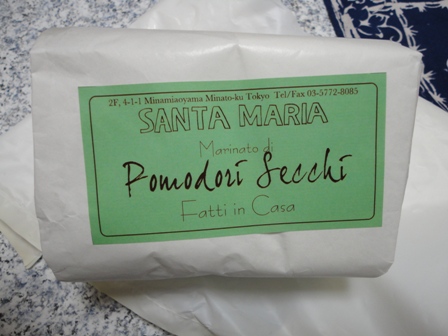 2F, 4-1-1 Minamiaoyama Minato-ku Tokyo Tel/Fax 03-5772-8085
SANTA MARIA
Marinato di
Pomodori Secchi
Fatti in Casa